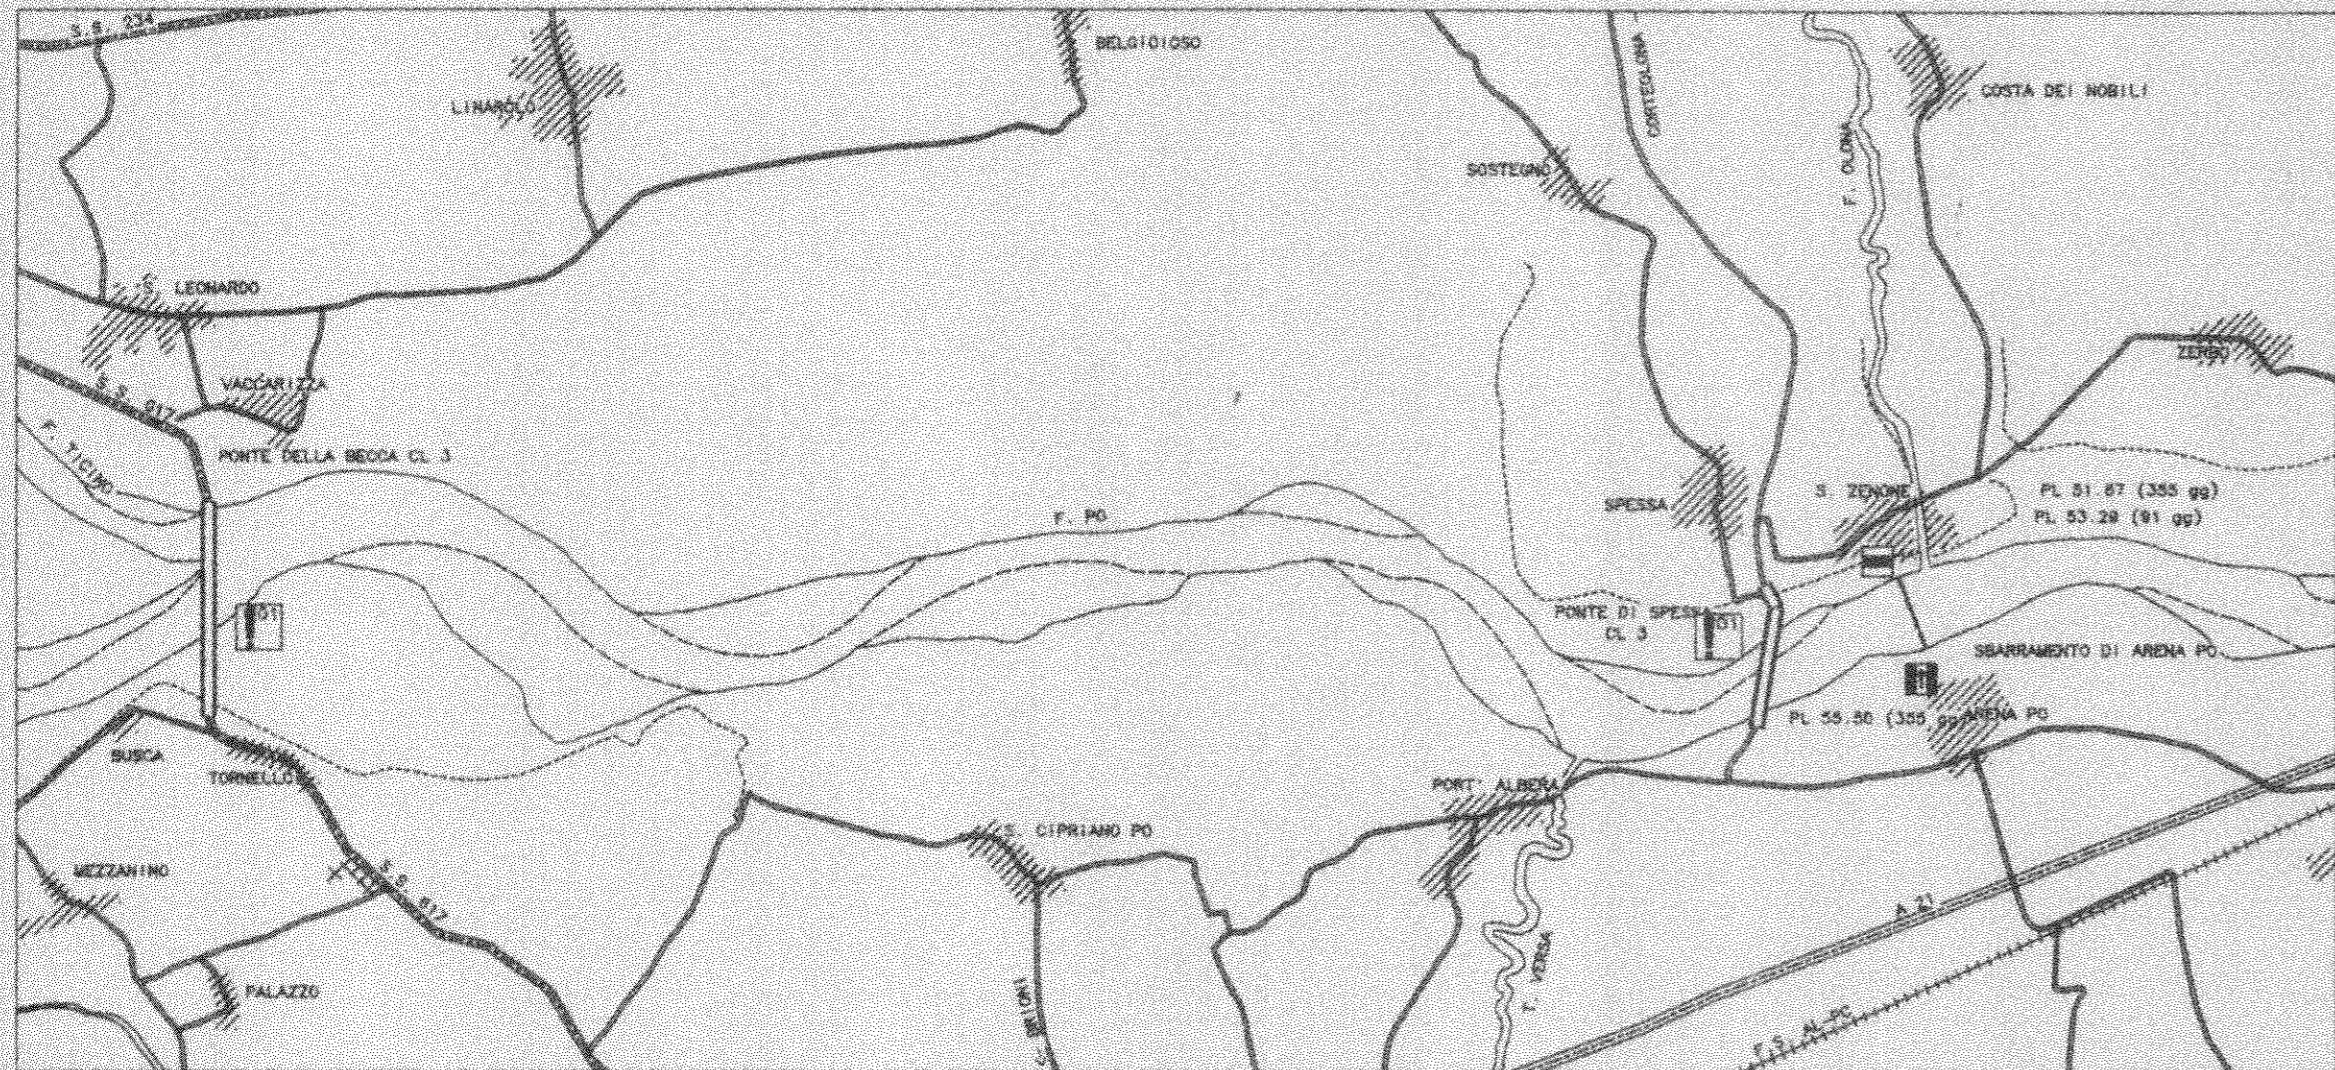 S.S. 234
BELGIOIOSO
LINAROLO
CORTEOLONA
COSTA DEI NOBILI
F. OLONA
SOSTEGNO
S. LEONARDO
ZERBO
VACCARIZZA
S.S. 617
F. TICINO
PONTE DELLA BECCA CL 3
F. PO
SPESSA
S. ZENONE
PL 51.67 (355 gg)
PL 53.29 (91 gg)
PONTE DI SPESSA
CL 3
SBARRAMENTO DI ARENA PO
PL 55.50 (355 gg
ARENA PO
BUSCA
TORNELLO
PORT' ALBERA
S. CIPRIANO PO
MEZZANINO
S.S. 617
A 21
F. VERSA
PALAZZO
C. BRIONI
F.S. AL-PC